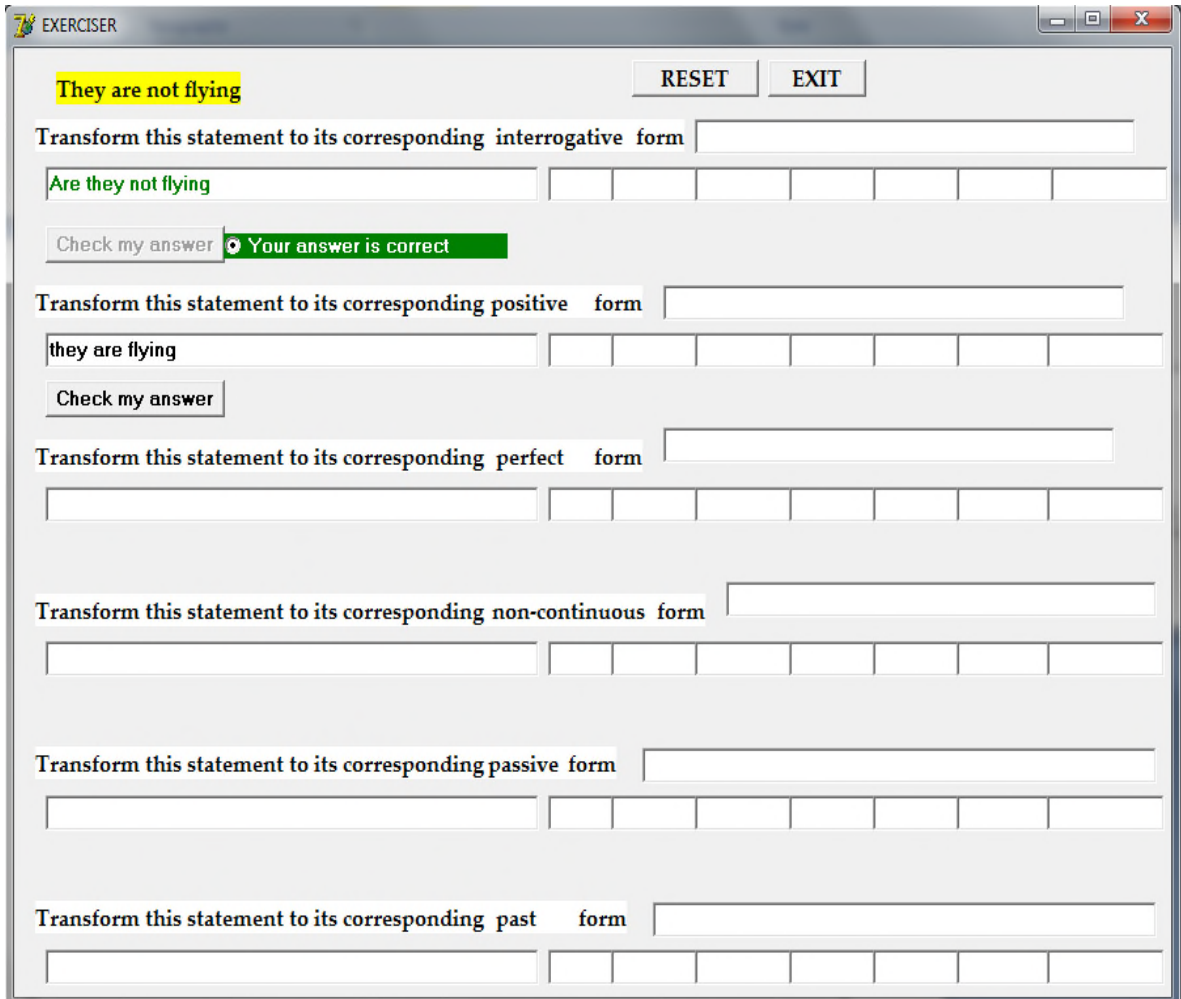 EXERCISER
They are not flying
RESET EXIT
Transform this statement to its corresponding interrogative form
Are they not flying
Check my answer Your answer is correct
Transform this statement to its corresponding positive form
they are flying
Check my answer
Transform this statement to its corresponding perfect form
Transform this statement to its corresponding non-continuous form
Transform this statement to its corresponding passive form
Transform this statement to its corresponding past form